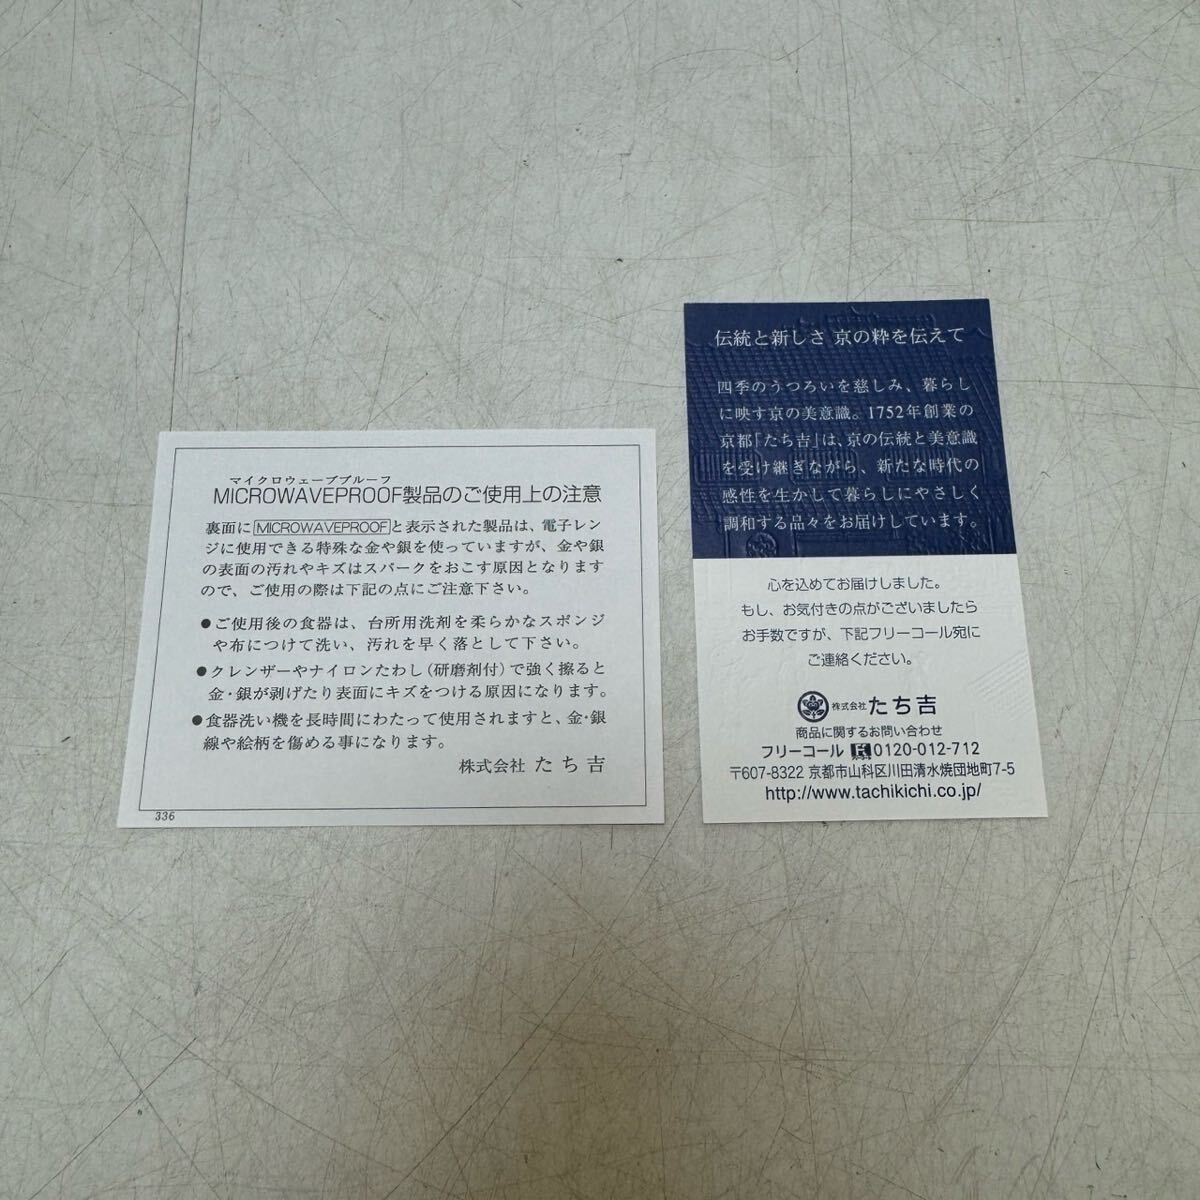 マイクロウェーブプルーフ
MICROWAVEPROOF製品のご使用上の注意
裏面にMICROWAVEPROOFと表示された製品は、電子レン
ジに使用できる特殊な金や銀を使っていますが、金や銀
の表面の汚れやキズはスパークをおこす原因となります
ので、ご使用の際は下記の点にご注意下さい。
●ご使用後の食器は、台所用洗剤を柔らかなスポンジ
や布につけて洗い、汚れを早く落として下さい。
●クレンザーやナイロンたわし(研磨剤付)で強く擦ると
金・銀が剥げたり表面にキズをつける原因になります。
●食器洗い機を長時間にわたって使用されますと、金・銀
線や絵柄を傷める事になります。
株式会社 たち吉
336
伝統と新しさ 京の粋を伝えて
四季のうつろいを慈しみ、暮らし
に映す京の美意識。1752年創業の
京都「たち吉」は、京の伝統と美意識
を受け継ぎながら、新たな時代の
感性を生かして暮らしにやさしく
調和する品々をお届けしています。
心を込めてお届けしました。
もし、お気付きの点がございましたら
お手数ですが、下記フリーコール宛に
ご連絡ください。
株式会社たち吉
商品に関するお問い合わせ
フリーコール 0120-012-712
〒607-8322 京都市山科区川田清水焼団地町7-5
http://www.tachikichi.co.jp/